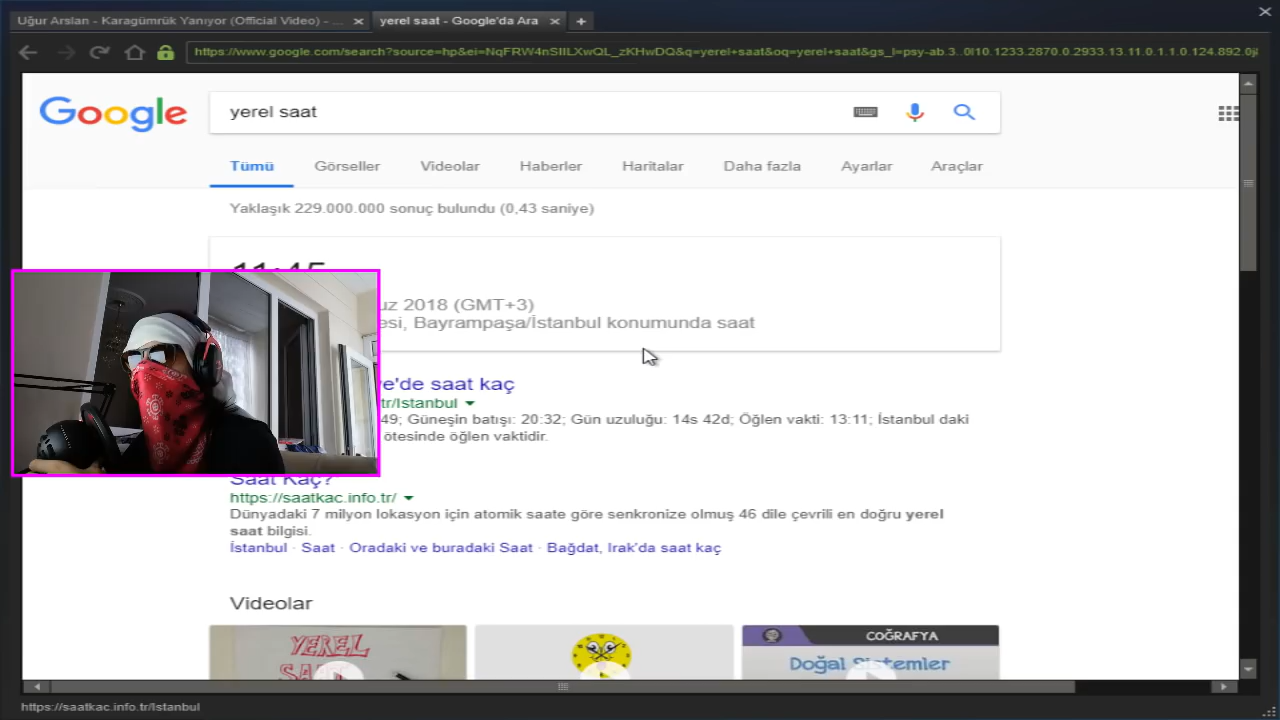 Uğur Arslan - Karagümrük Yanıyor (Official Video) - ...
yerel saat - Google'da Ara
https://www.google.com/search?source=hp&ei=NqFRW4nSIILXwQL_zKHwDQ&q=yerel+saat&oq=yerel+saat&gs_l=psy-ab.3..0l10.1233.2870.0.2933.13.11.0.1.1.0.124.892.0j
Google
yerel saat
Tümü Görseller Videolar Haberler Haritalar Daha fazla Ayarlar Araçlar
Yaklaşık 229.000.000 sonuç bulundu (0,43 saniye)
11:45
uz 2018 (GMT+3)
esi, Bayrampaşa/İstanbul konumunda saat
e'de saat kaç
tr/Istanbul
49; Güneşin batışı: 20:32; Gün uzuluğu: 14s 42d; Öğlen vakti: 13:11; İstanbul daki
ötesinde öğlen vaktidir.
Saat Kaç?
https://saatkac.info.tr/
Dünyadaki 7 milyon lokasyon için atomik saate göre senkronize olmuş 46 dile çevrili en doğru yerel
saat bilgisi.
İstanbul · Saat · Oradaki ve buradaki Saat · Bağdat, Irak'da saat kaç
Videolar
YEREL
SAAT
COĞRAFYA
Doğal Sistemler
https://saatkac.info.tr/Istanbul